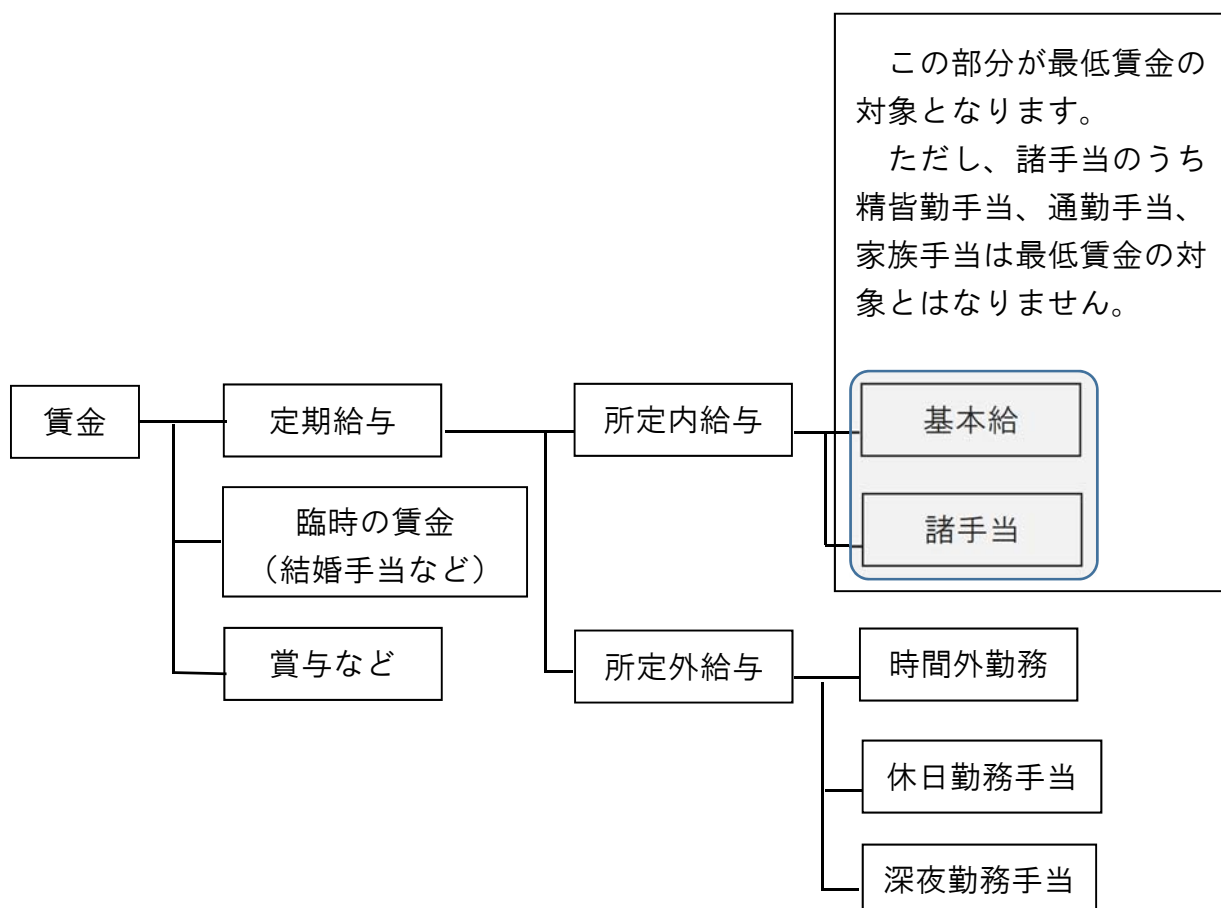 この部分が最低賃金の
対象となります。
ただし、諸手当のうち
精皆勤手当、通勤手当、
家族手当は最低賃金の対
象とはなりません。
賃金
定期給与
所定内給与
基本給
諸手当
臨時の賃金
（結婚手当など）
賞与など
所定外給与
時間外勤務
休日勤務手当
深夜勤務手当